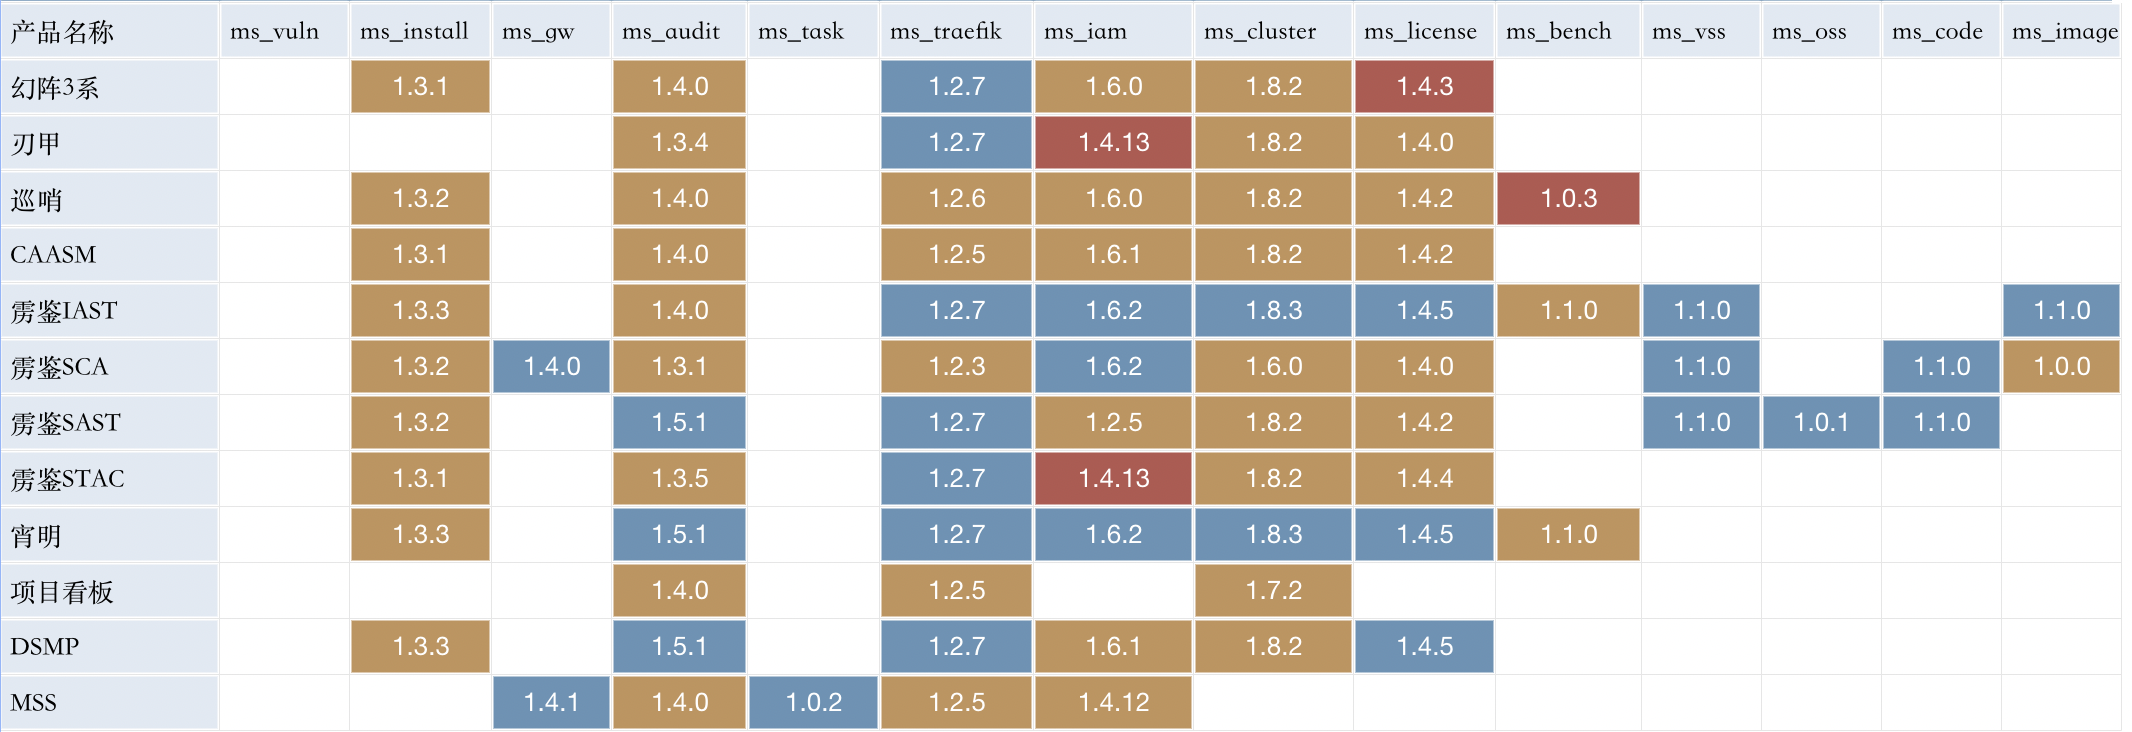 产品名称 ms_vuln ms_install ms_gw ms_audit ms_task ms_traefik ms_iam ms_cluster ms_license ms_bench ms_vss ms_oss ms_code ms_image
幻阵3系 1.3.1 1.4.0 1.2.7 1.6.0 1.8.2 1.4.3
刃甲 1.3.4 1.2.7 1.4.13 1.8.2 1.4.0
巡哨 1.3.2 1.4.0 1.2.6 1.6.0 1.8.2 1.4.2 1.0.3
CAASM 1.3.1 1.4.0 1.2.5 1.6.1 1.8.2 1.4.2
雳鉴IAST 1.3.3 1.4.0 1.2.7 1.6.2 1.8.3 1.4.5 1.1.0 1.1.0 1.1.0
雳鉴SCA 1.3.2 1.4.0 1.3.1 1.2.3 1.6.2 1.6.0 1.4.0 1.1.0 1.1.0 1.0.0
雳鉴SAST 1.3.2 1.5.1 1.2.7 1.2.5 1.8.2 1.4.2 1.1.0 1.0.1 1.1.0
雳鉴STAC 1.3.1 1.3.5 1.2.7 1.4.13 1.8.2 1.4.4
宵明 1.3.3 1.5.1 1.2.7 1.6.2 1.8.3 1.4.5 1.1.0
项目看板 1.4.0 1.2.5 1.7.2
DSMP 1.3.3 1.5.1 1.2.7 1.6.1 1.8.2 1.4.5
MSS 1.4.1 1.4.0 1.0.2 1.2.5 1.4.12